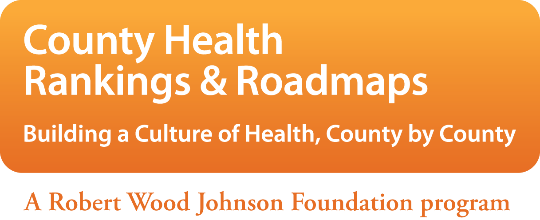 County Health
Rankings & Roadmaps
Building a Culture of Health, County by County
A Robert Wood Johnson Foundation program